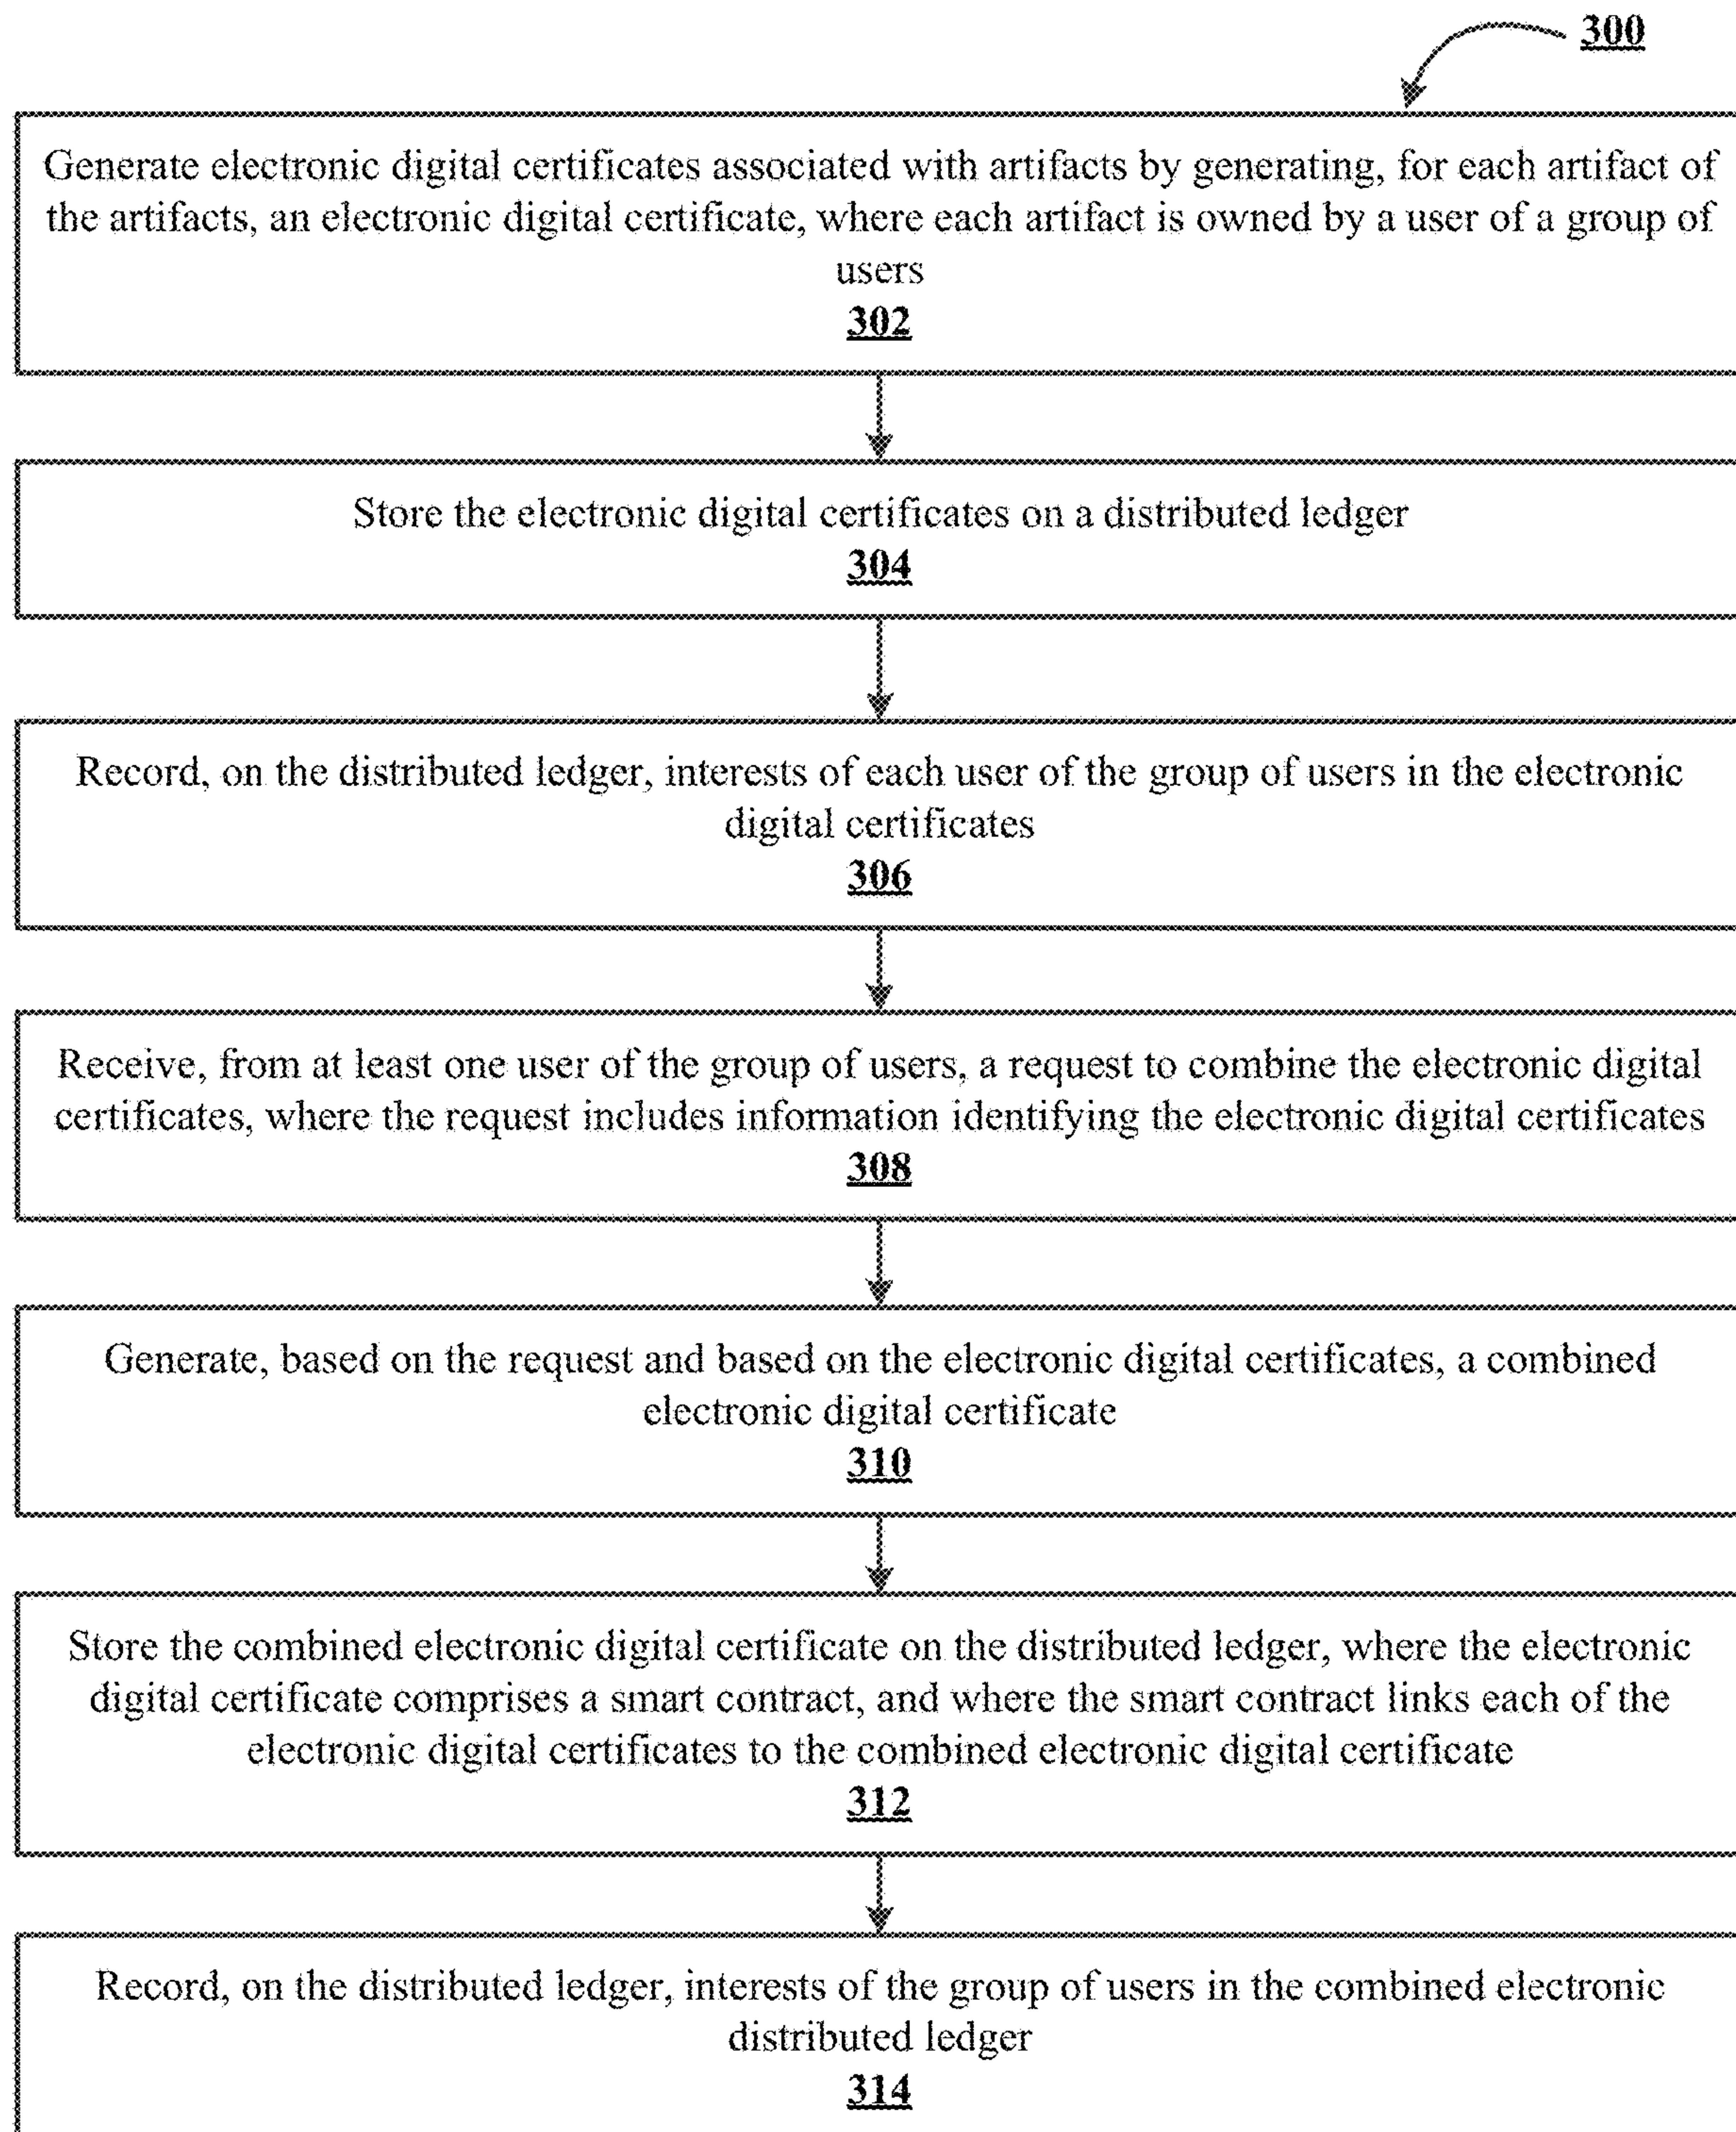 300
Generate electronic digital certificates associated with artifacts by generating, for each artifact of
the artifacts, an electronic digital certificate, where each artifact is owned by a user of a group of
users
302
Store the electronic digital certificates on a distributed ledger
304
Record, on the distributed ledger, interests of each user of the group of users in the electronic
digital certificates
306
Receive, from at least one user of the group of users, a request to combine the electronic digital
certificates, where the request includes information identifying the electronic digital certificates
308
Generate, based on the request and based on the electronic digital certificates, a combined
electronic digital certificate
310
Store the combined electronic digital certificate on the distributed ledger, where the electronic
digital certificate comprises a smart contract, and where the smart contract links each of the
electronic digital certificates to the combined electronic digital certificate
312
Record, on the distributed ledger, interests of the group of users in the combined electronic
distributed ledger
314